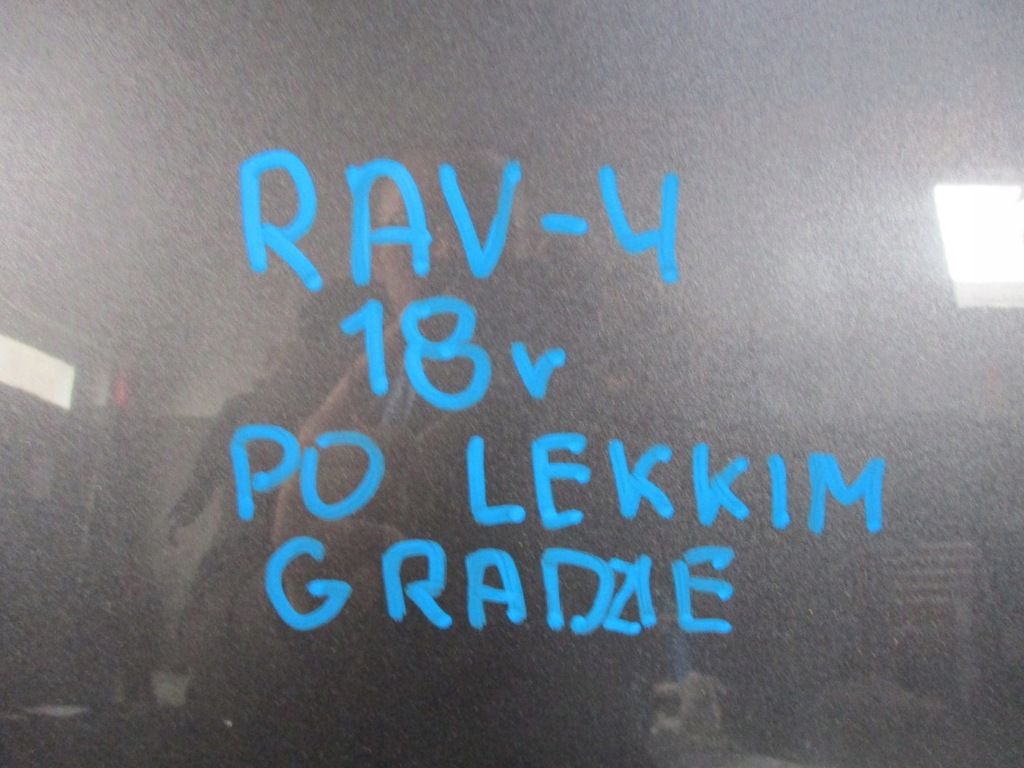 RAV-4
18r
PO LEKKIM
GRADZIE